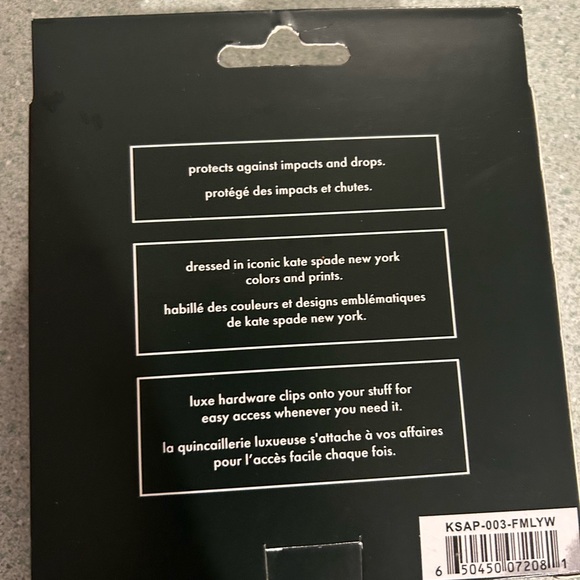 protects against impacts and drops.
protégé des impacts et chutes.
dressed in iconic kate spade new york
colors and prints.
habillé des couleurs et designs emblématiques
de kate spade new york.
luxe hardware clips onto your stuff for
easy access whenever you need it.
la quincaillerie luxueuse s'attache à vos affaires
pour l'accès facile chaque fois.
KSAP-003-FMLYW
6 50450 07208 1